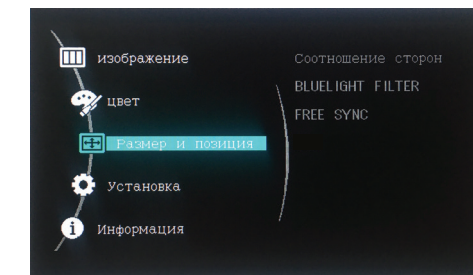 изображение
цвет
Размер и позиция
Установка
Информация
Соотношение сторон
BLUELIGHT FILTER
FREE SYNC